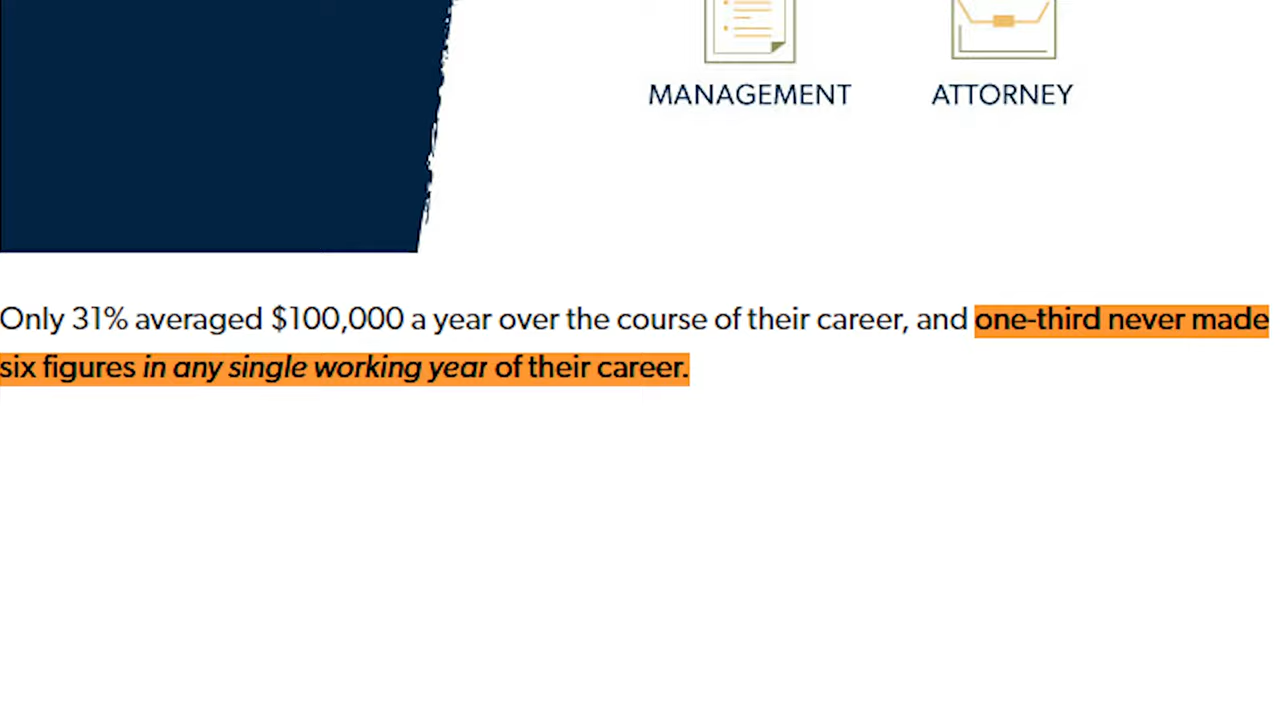 MANAGEMENT ATTORNEY
Only 31% averaged $100,000 a year over the course of their career, and one-third never made
six figures in any single working year of their career.